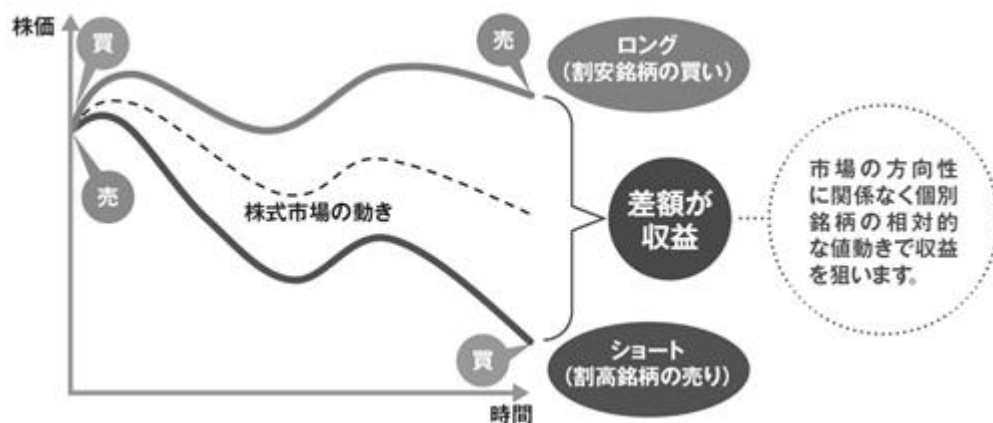 株価
買
売
ロング
(割安銘柄の買い)
売
株式市場の動き
差額が
収益
市場の方向性
に関係なく個別
銘柄の相対的
な値動きで収益
を狙います。
買
ショート
(割高銘柄の売り)
時間